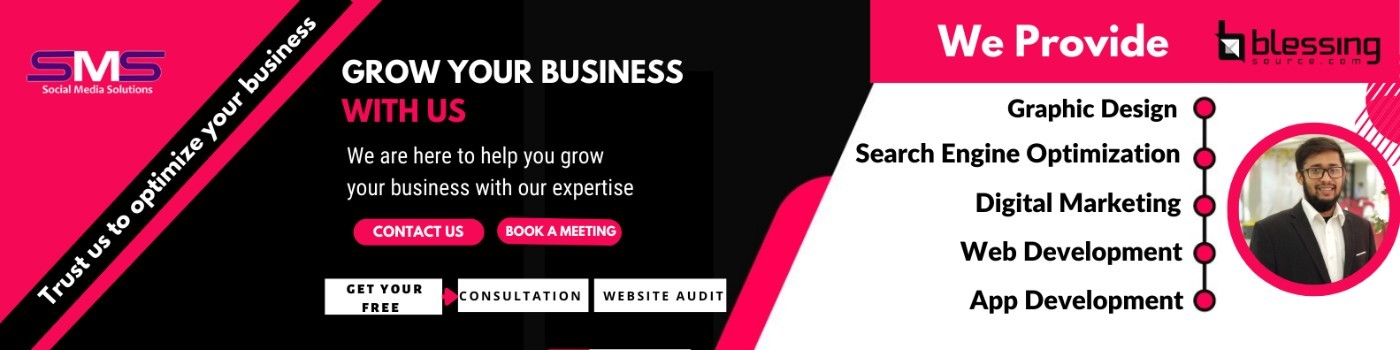 SMS
Social Media Solutions
Trust us to optimize your business
GROW YOUR BUSINESS
WITH US
We are here to help you grow
your business with our expertise
CONTACT US
BOOK A MEETING
GET YOUR
FREE
CONSULTATION
WEBSITE AUDIT
We Provide
blessing
source.com
Graphic Design
Search Engine Optimization
Digital Marketing
Web Development
App Development